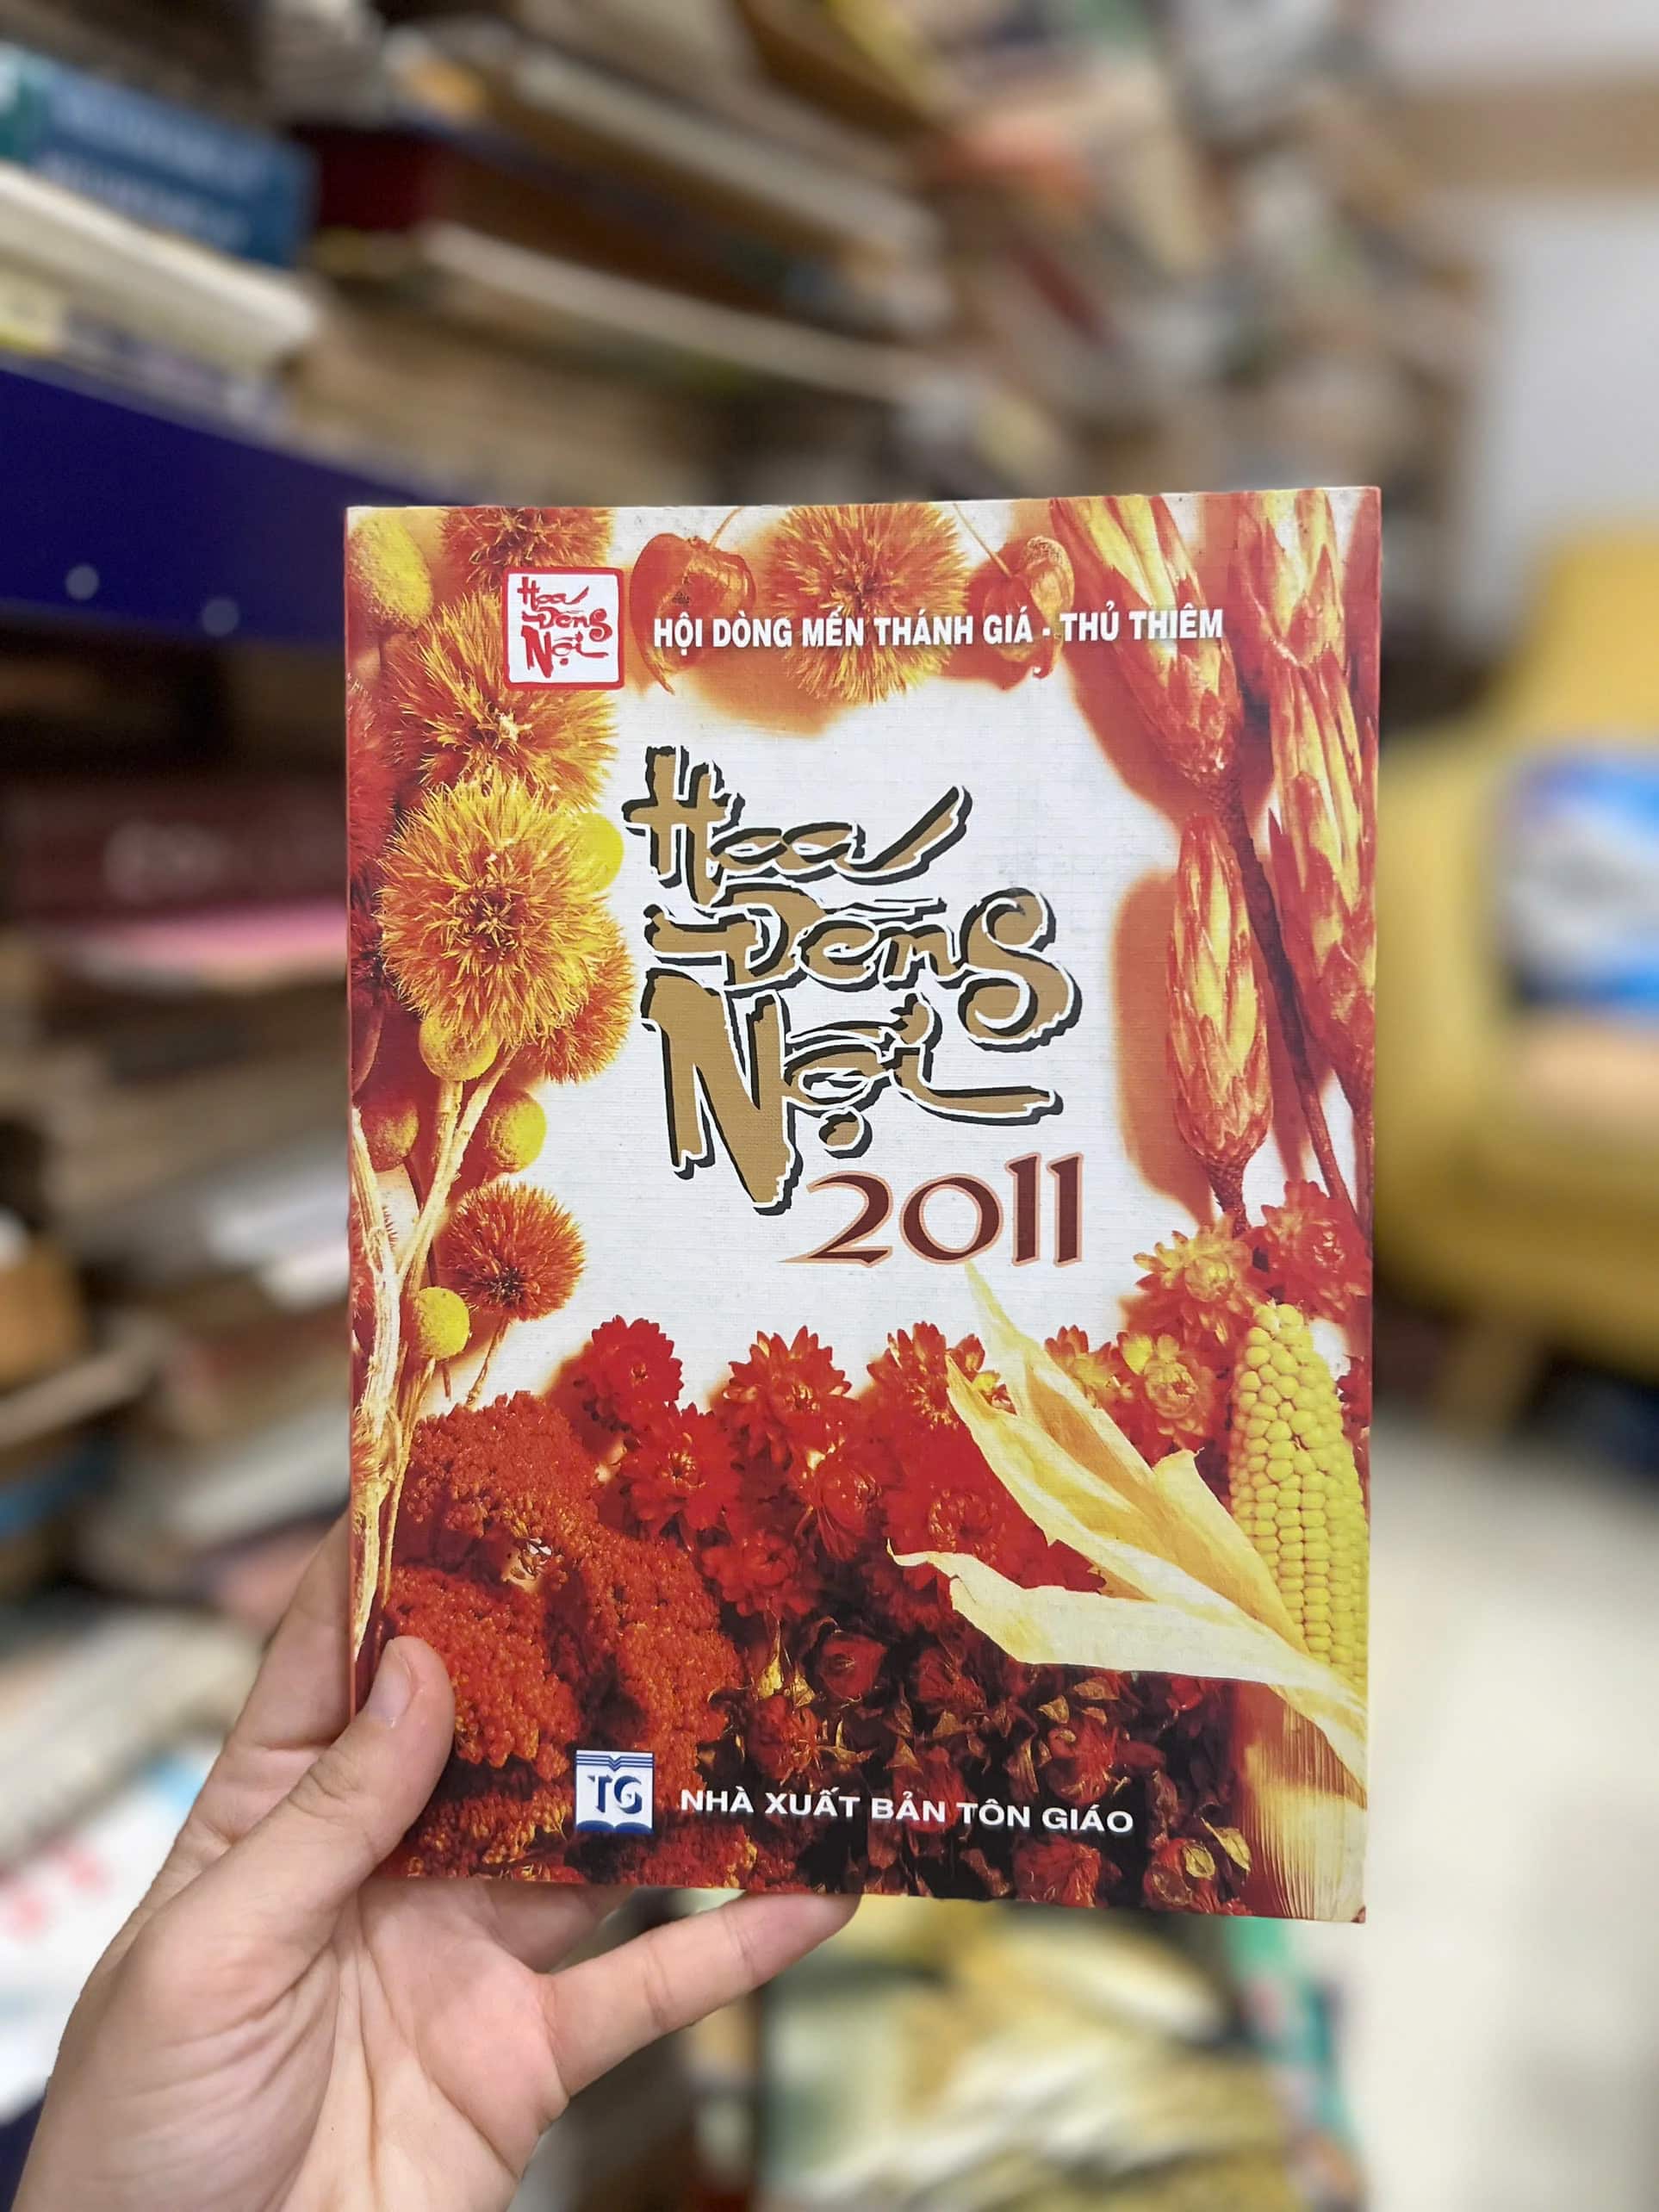 Hoa
Đồng
Nội
HỘI DÒNG MẾN THÁNH GIÁ - THỦ THIÊM
Hoa
Đồng
Nội
2011
TG
NHÀ XUẤT BẢN TÔN GIÁO